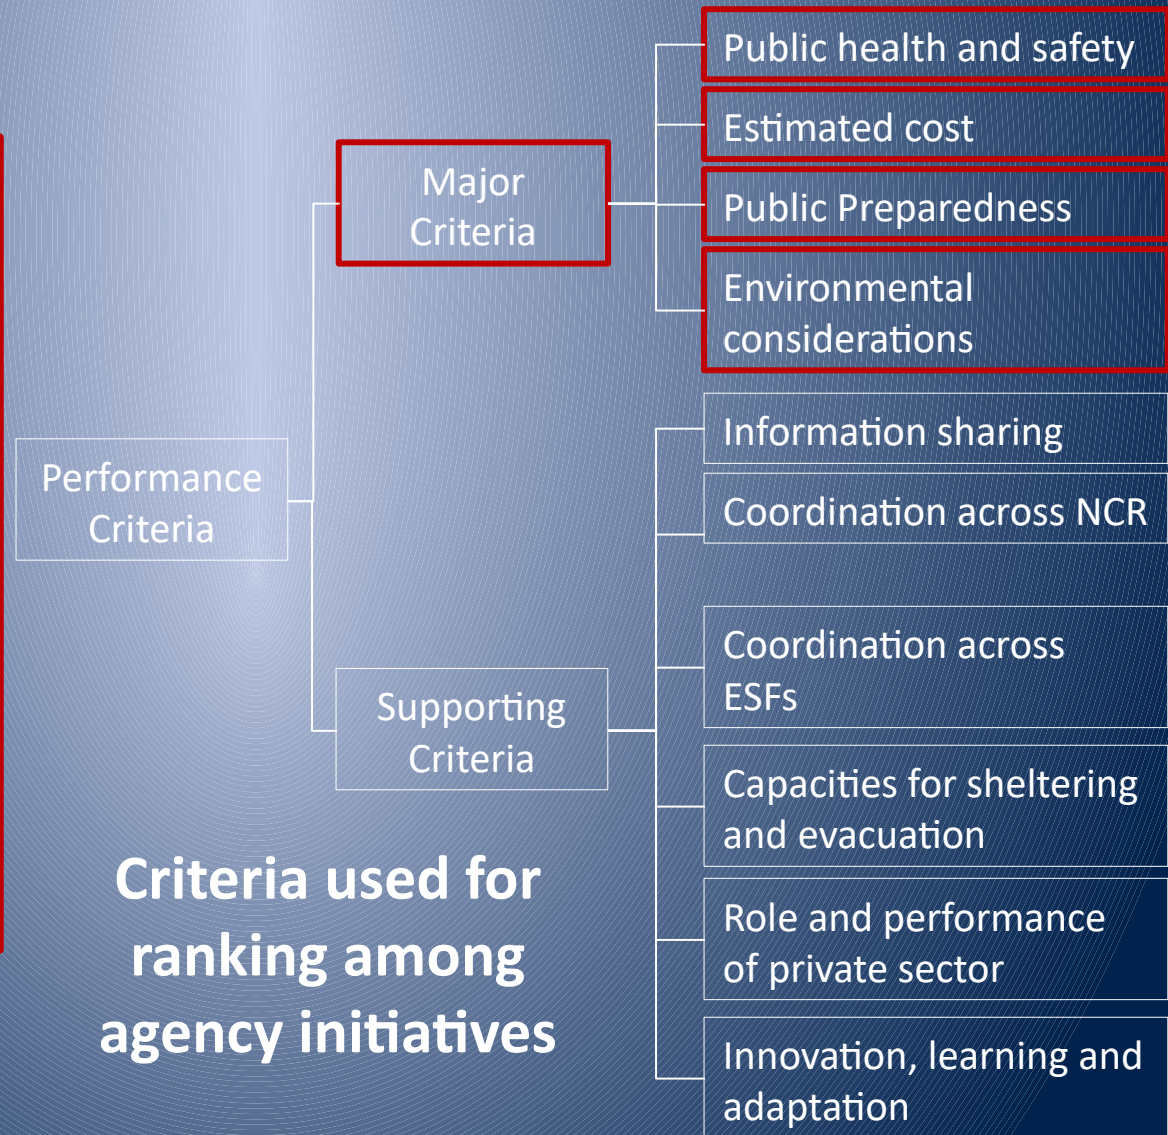 Public health and safety
Estimated cost
Major
Criteria
Public Preparedness
Environmental
considerations
Information sharing
Performance
Criteria
Coordination across NCR
Coordination across
ESFs
Supporting
Criteria
Capacities for sheltering
and evacuation
Role and performance
of private sector
Innovation, learning and
adaptation
Criteria used for
ranking among
agency initiatives